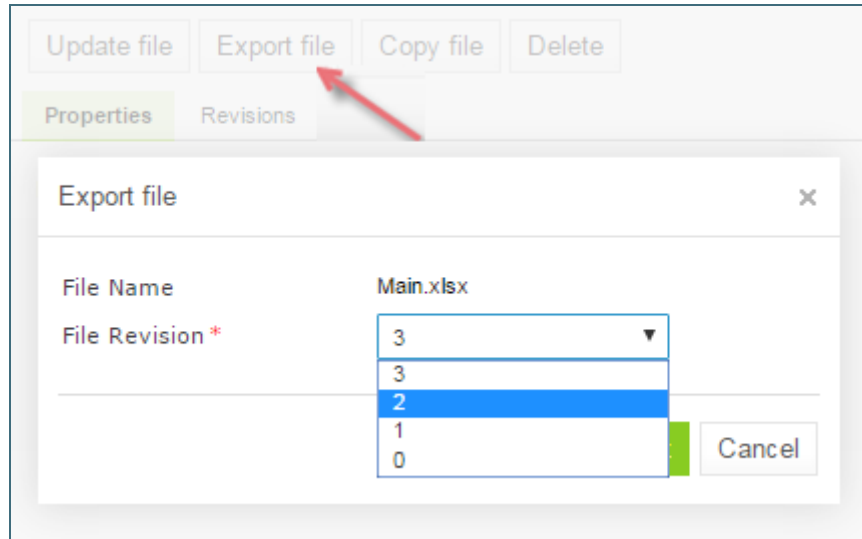 Update file Export file Copy file Delete
Properties Revisions
Export file ×
File Name Main.xlsx
File Revision * 3
3
2
1
0
Cancel